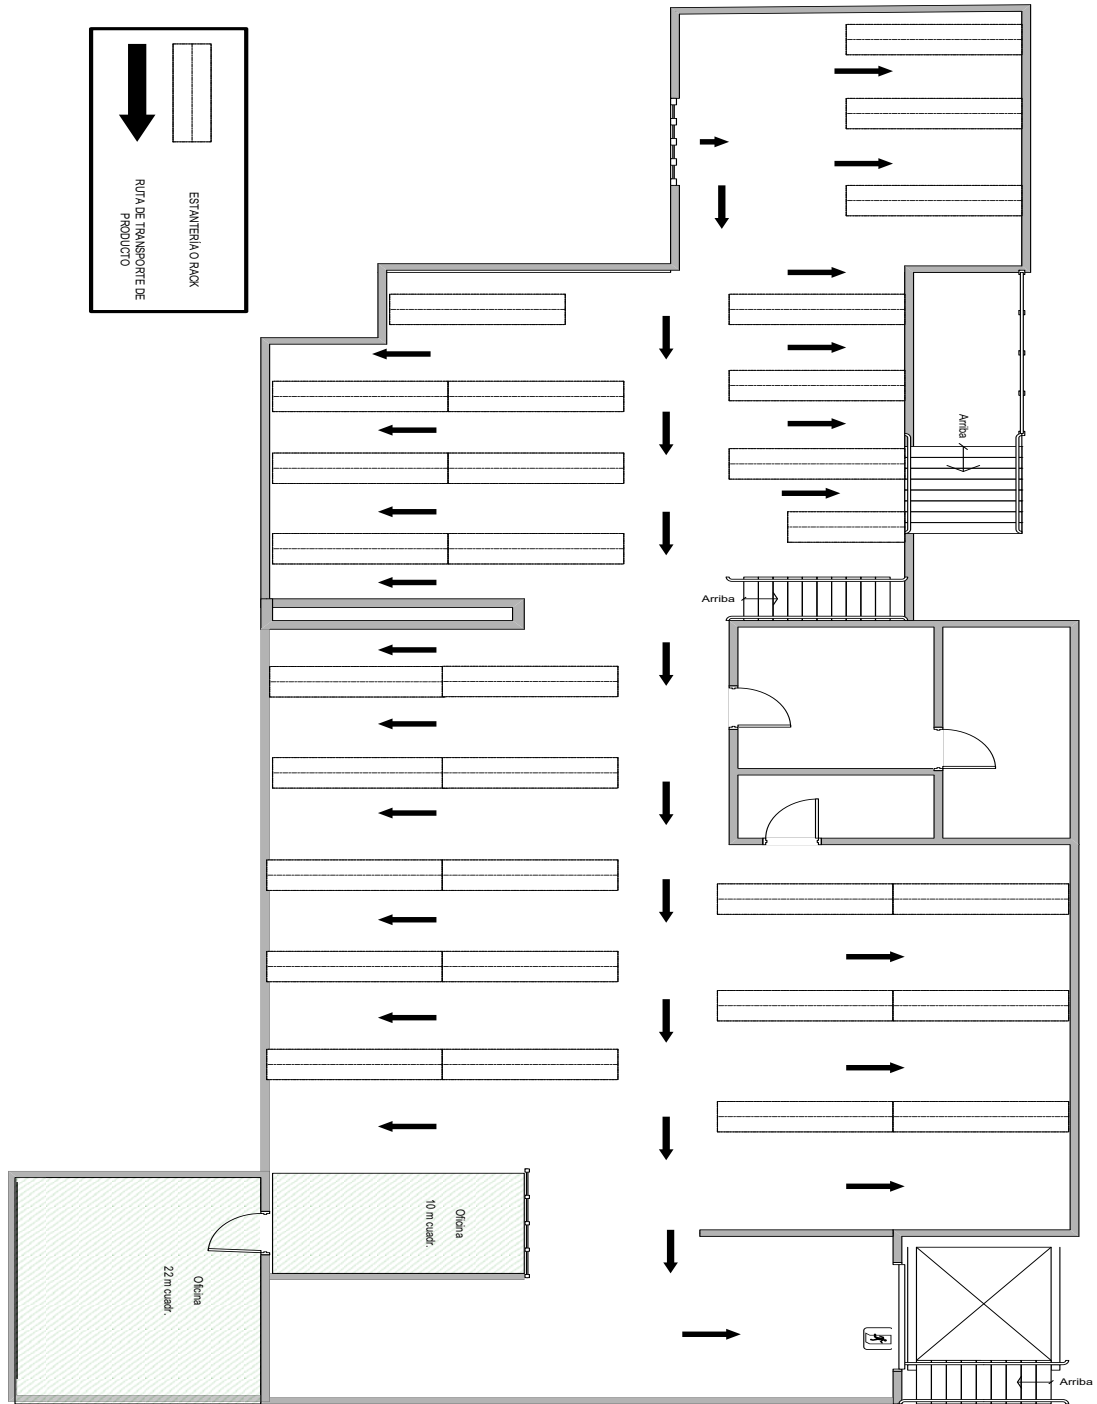 ESTANTERÍA O RACK
RUTA DE TRANSPORTE DE
PRODUCTO
Arriba
Arriba
Oficina
10 m cuadr.
Oficina
22 m cuadr.
Arriba